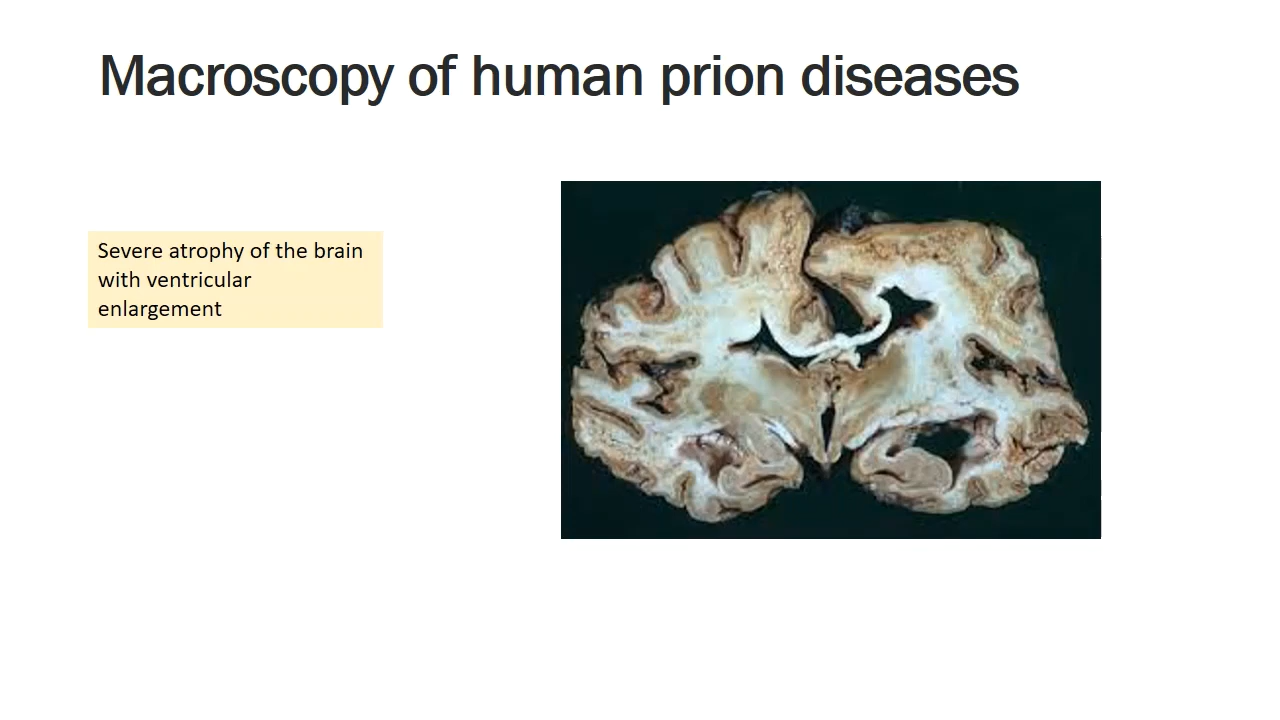 Macroscopy of human prion diseases
Severe atrophy of the brain
with ventricular
enlargement